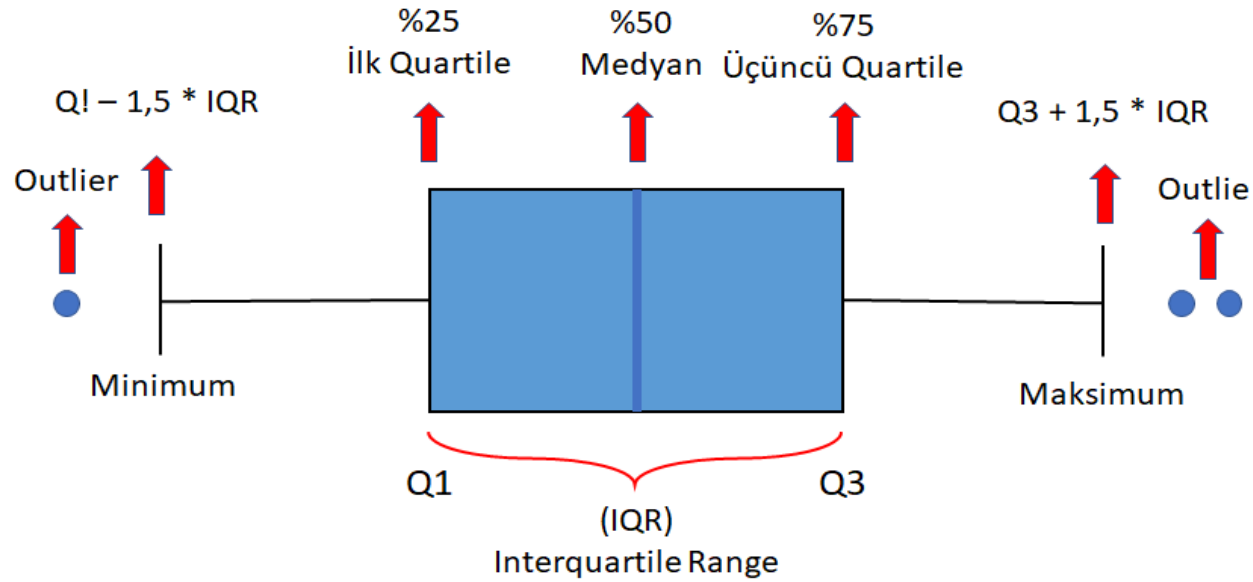 %25
İlk Quartile
%50
Medyan
%75
Üçüncü Quartile
Q! – 1,5 * IQR
Q3 + 1,5 * IQR
Outlier
Outlie
Minimum
Maksimum
Q1
Q3
(IQR)
Interquartile Range